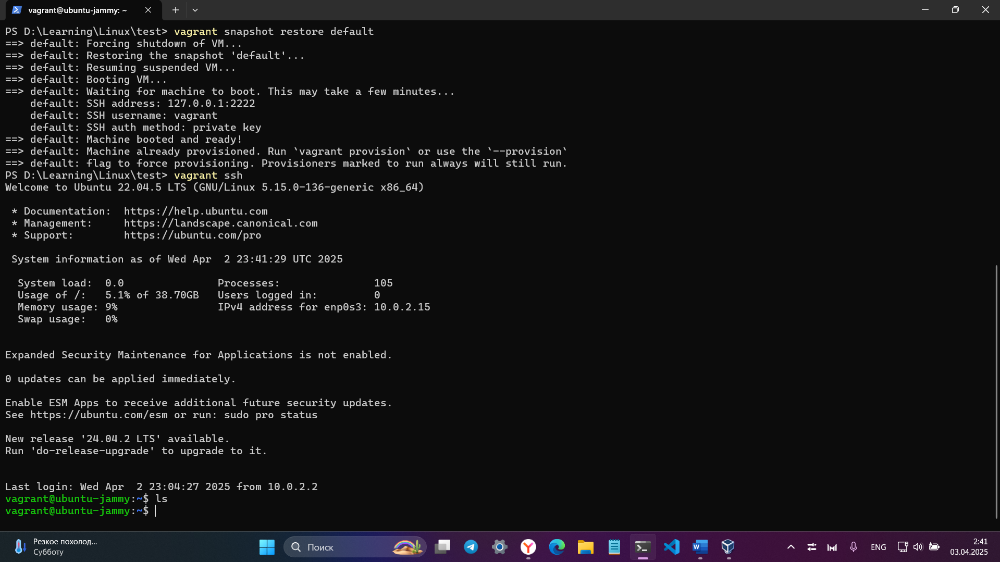 vagrant@ubuntu-jammy: ~
PS D:\Learning\Linux\test> vagrant snapshot restore default
==> default: Forcing shutdown of VM...
==> default: Restoring the snapshot 'default'...
==> default: Resuming suspended VM...
==> default: Booting VM...
==> default: Waiting for machine to boot. This may take a few minutes...
    default: SSH address: 127.0.0.1:2222
    default: SSH username: vagrant
    default: SSH auth method: private key
==> default: Machine booted and ready!
==> default: Machine already provisioned. Run `vagrant provision` or use the `--provision`
==> default: flag to force provisioning. Provisioners marked to run always will still run.
PS D:\Learning\Linux\test> vagrant ssh
Welcome to Ubuntu 22.04.5 LTS (GNU/Linux 5.15.0-136-generic x86_64)
 * Documentation:  https://help.ubuntu.com
 * Management:     https://landscape.canonical.com
 * Support:        https://ubuntu.com/pro
 System information as of Wed Apr  2 23:41:29 UTC 2025
  System load:  0.0               Processes:               105
  Usage of /:   5.1% of 38.70GB   Users logged in:         0
  Memory usage: 9%                IPv4 address for enp0s3: 10.0.2.15
  Swap usage:   0%
Expanded Security Maintenance for Applications is not enabled.
0 updates can be applied immediately.
Enable ESM Apps to receive additional future security updates.
See https://ubuntu.com/esm or run: sudo pro status
New release '24.04.2 LTS' available.
Run 'do-release-upgrade' to upgrade to it.
Last login: Wed Apr  2 23:04:27 2025 from 10.0.2.2
vagrant@ubuntu-jammy:~$ ls
vagrant@ubuntu-jammy:~$
Резкое похолод...
Субботу
Поиск
ENG
2:41
03.04.2025